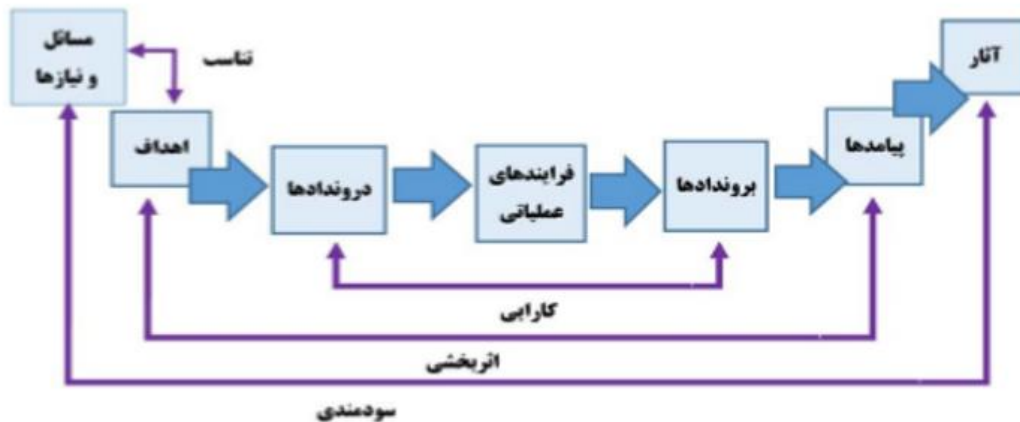 مسائل
و نیازها
تناسب
اهداف
دروندادها
فرایندهای
عملیاتی
بروندادها
پیامدها
آثار
کارایی
اثربخشی
سودمندی